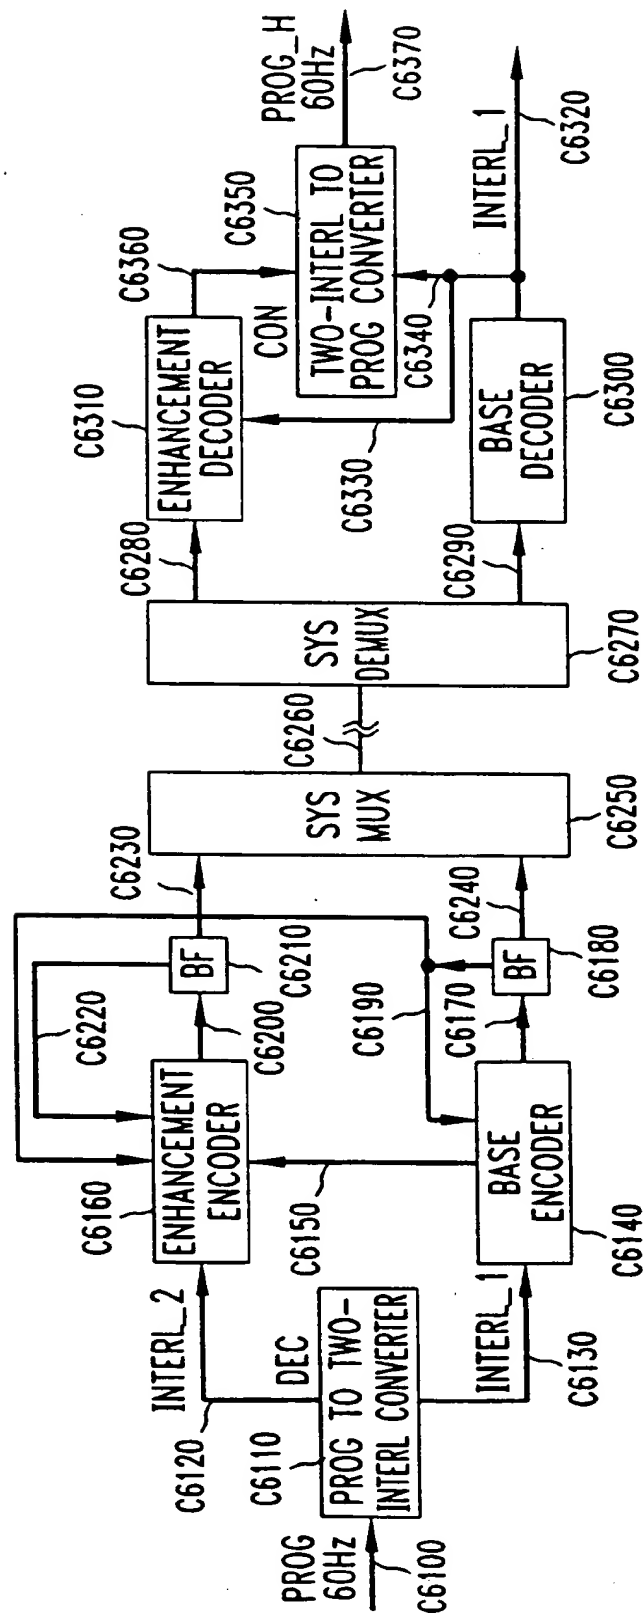 PROG
60Hz
C6100
C6110
PROG TO TWO-
INTERL CONVERTER
DEC
C6120
INTERL_2
INTERL_1
C6130
C6160
ENHANCEMENT
ENCODER
C6150
BASE
ENCODER
C6140
C6220
C6200
BF
C6210
C6190
C6170
BF
C6180
C6230
C6240
SYS
MUX
C6250
C6260
SYS
DEMUX
C6270
C6280
C6290
C6310
ENHANCEMENT
DECODER
C6330
BASE
DECODER
C6300
C6360
CON
C6340
C6350
TWO-INTERL TO
PROG CONVERTER
INTERL_1
C6320
PROG_H
60Hz
C6370